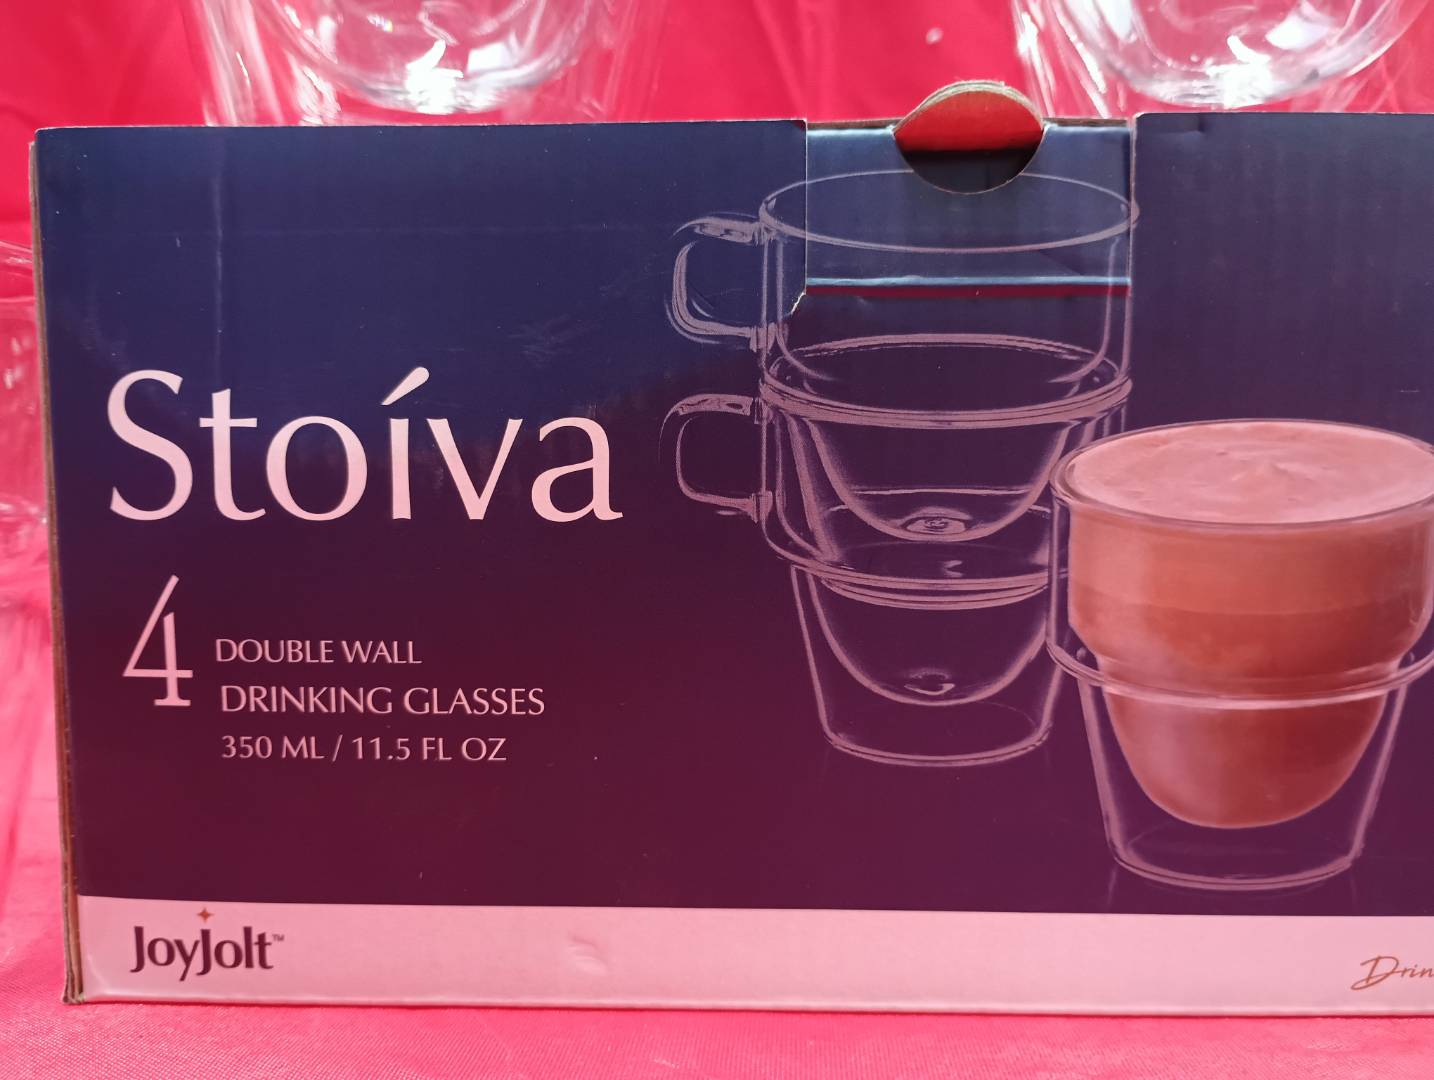 Stoíva
4
DOUBLE WALL
DRINKING GLASSES
350 ML / 11.5 FL OZ
JoyJolt™